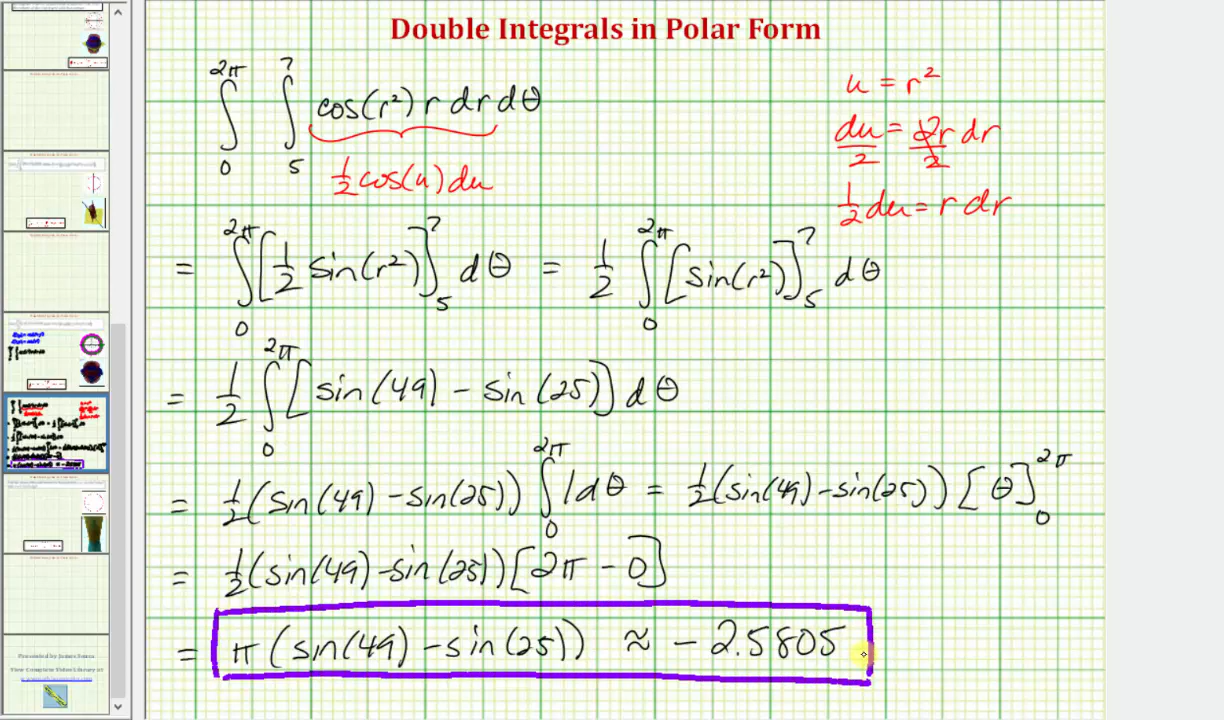 Double Integrals in Polar Form
∫₀^2π ∫₅^7 cos(r²) r dr dθ
½ cos(u) du
u = r²
du/2 = 2r dr/2
½ du = r dr
= ∫₀^2π [½ sin(r²)]₅^7 dθ = ½ ∫₀^2π [sin(r²)]₅^7 dθ
= ½ ∫₀^2π [sin(49) − sin(25)] dθ
= ½(sin(49) − sin(25)) ∫₀^2π 1 dθ = ½(sin(49) − sin(25)) [θ]₀^2π
= ½(sin(49) − sin(25)) [2π − 0]
= π(sin(49) − sin(25)) ≈ −2.5805